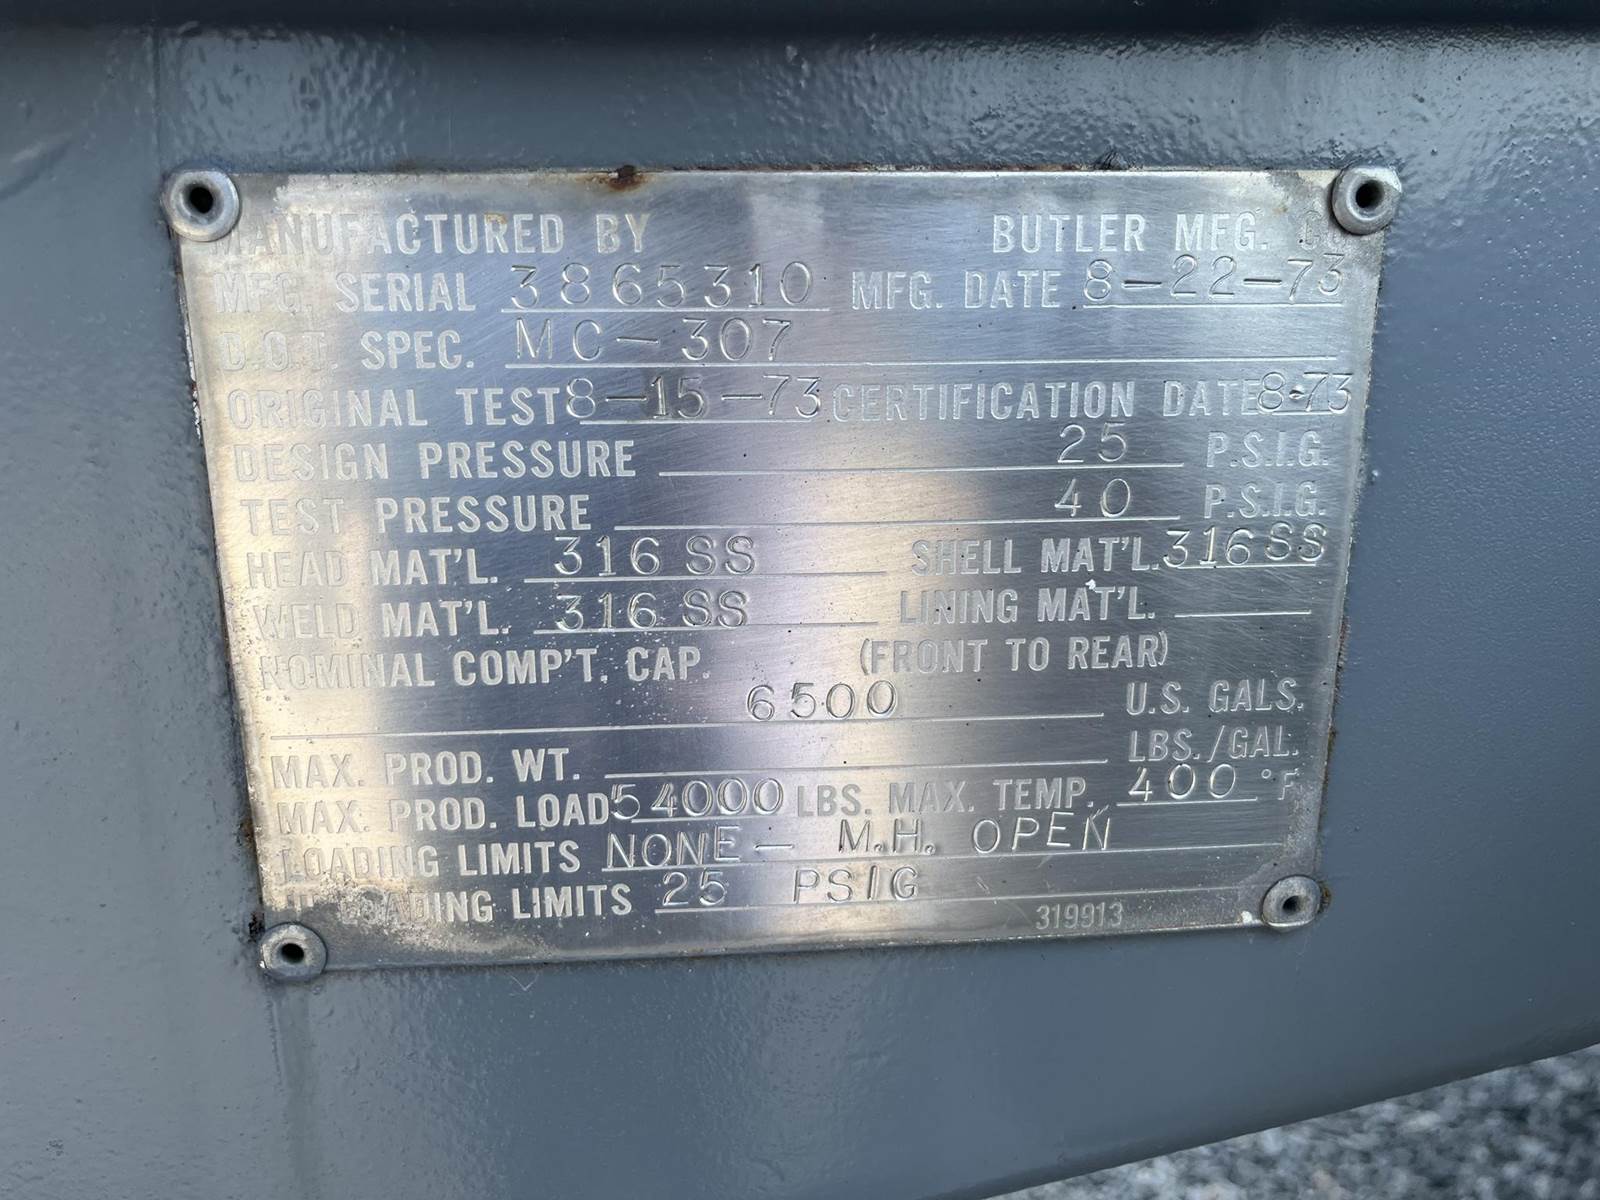 MANUFACTURED BY BUTLER MFG.
MFG. SERIAL 3865310 MFG. DATE 8-22-73
D.O.T. SPEC. MC-307
ORIGINAL TEST 8-15-73 CERTIFICATION DATE 8-73
DESIGN PRESSURE 25 P.S.I.G.
TEST PRESSURE 40 P.S.I.G.
HEAD MAT'L. 316 SS SHELL MAT'L. 316 SS
WELD MAT'L. 316 SS LINING MAT'L.
NOMINAL COMP'T. CAP. (FRONT TO REAR)
6500 U.S. GALS.
MAX. PROD. WT. LBS./GAL.
MAX. PROD. LOAD 54000 LBS. MAX. TEMP. 400 °F
LOADING LIMITS NONE - M.H. OPEN
LIMITS 25 PSIG
319913